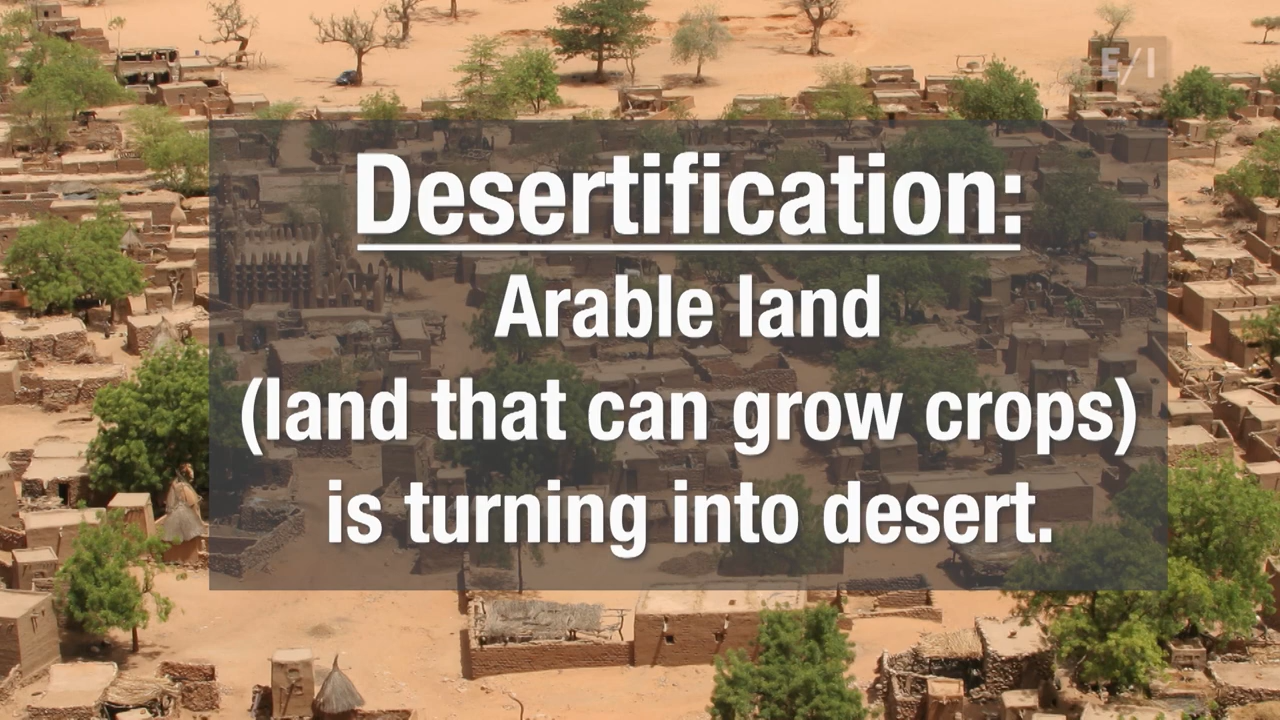 E/I
Desertification:
Arable land
(land that can grow crops)
is turning into desert.